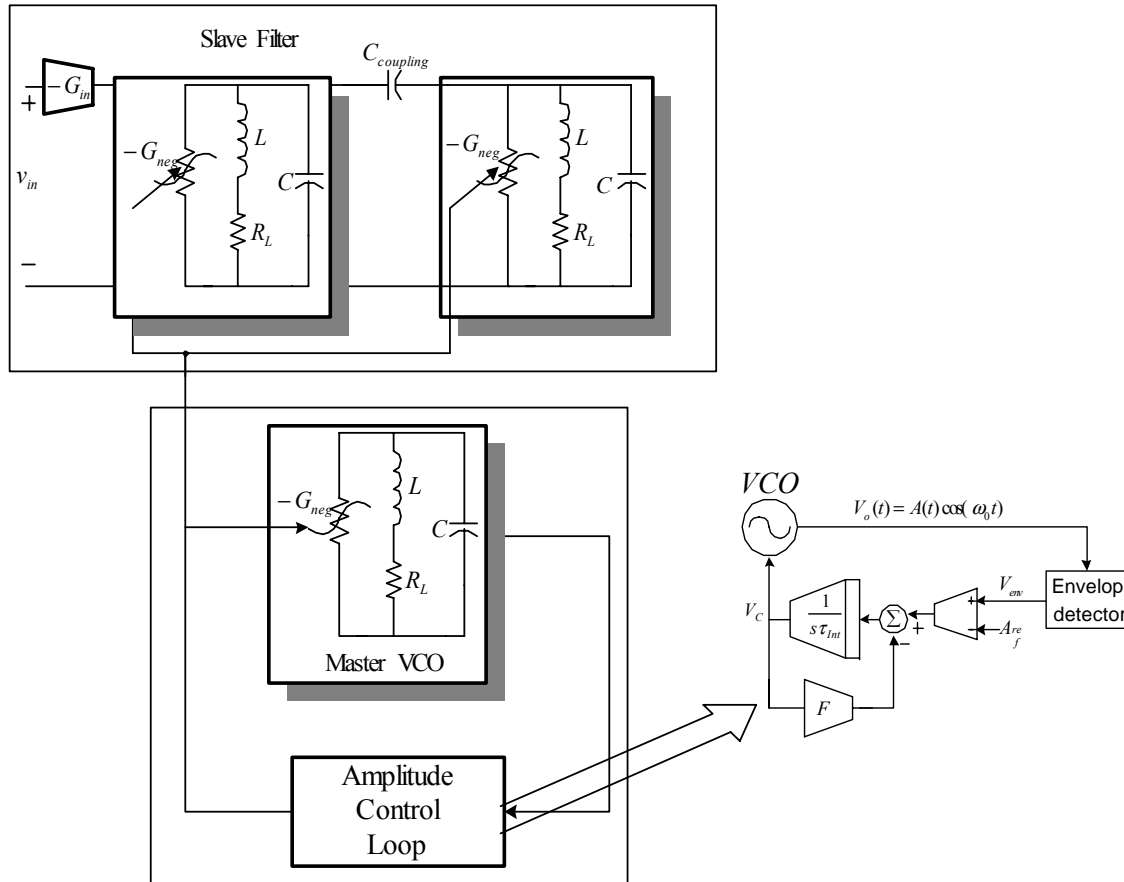 Slave Filter
C_coupling
-G_in
+
v_in
−
-G_neg
L
C
R_L
-G_neg
L
C
R_L
-G_neg
L
C
R_L
Master VCO
Amplitude
Control
Loop
VCO
V_o(t) = A(t) cos( ω_0 t)
Envelop
detector
V_env
+
−
A_ref
Σ
+
−
1
sτ_Int
V_C
F